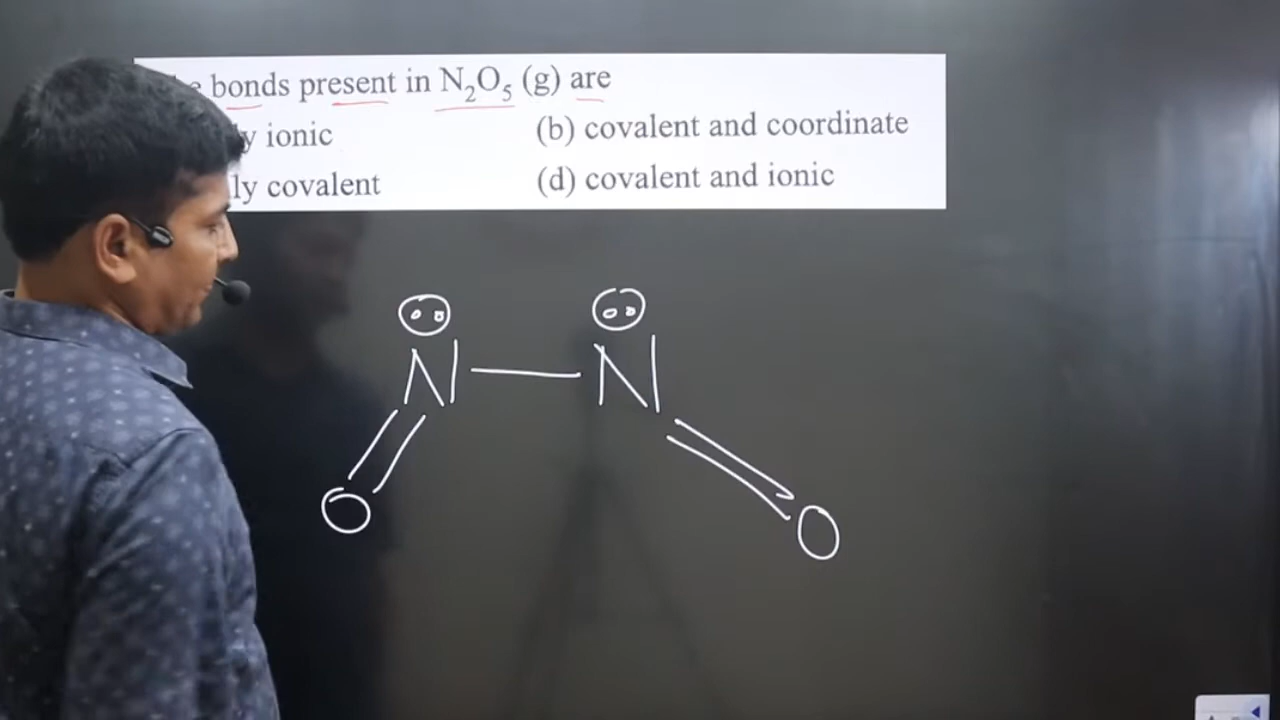 bonds present in N₂O₅ (g) are
ionic (b) covalent and coordinate
ly covalent (d) covalent and ionic
N — N
O O